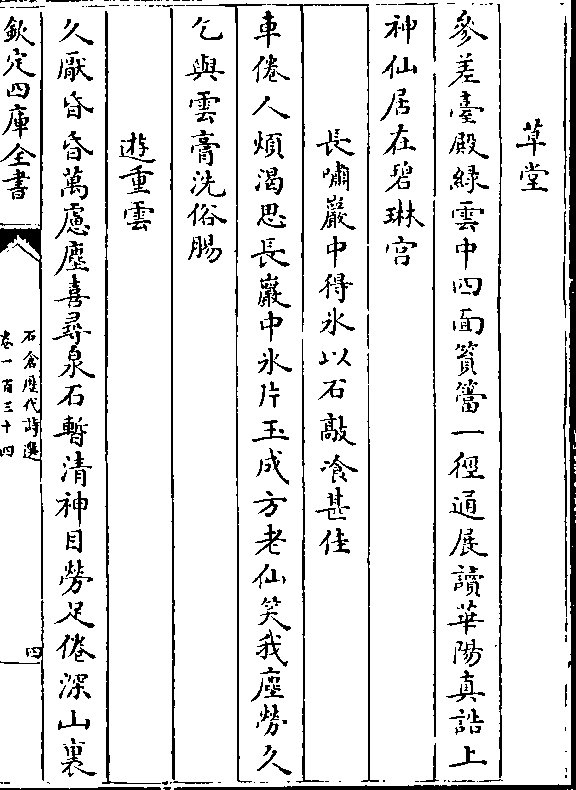 草堂
參差臺殿綠雲中四面篔簹一徑通展讀華陽真誥上
神仙居在碧琳宫
長嘯巖中得氷以石敲飡甚佳
車倦人煩渴思長巖中氷片玉成方老仙笑我塵勞久
乞與雲膏洗俗腸
遊重雲
久厭昏昏萬慮塵喜尋泉石暫清神目勞足倦深山裏
欽定四庫全書
石倉歷代詩選
卷一百三十四
四